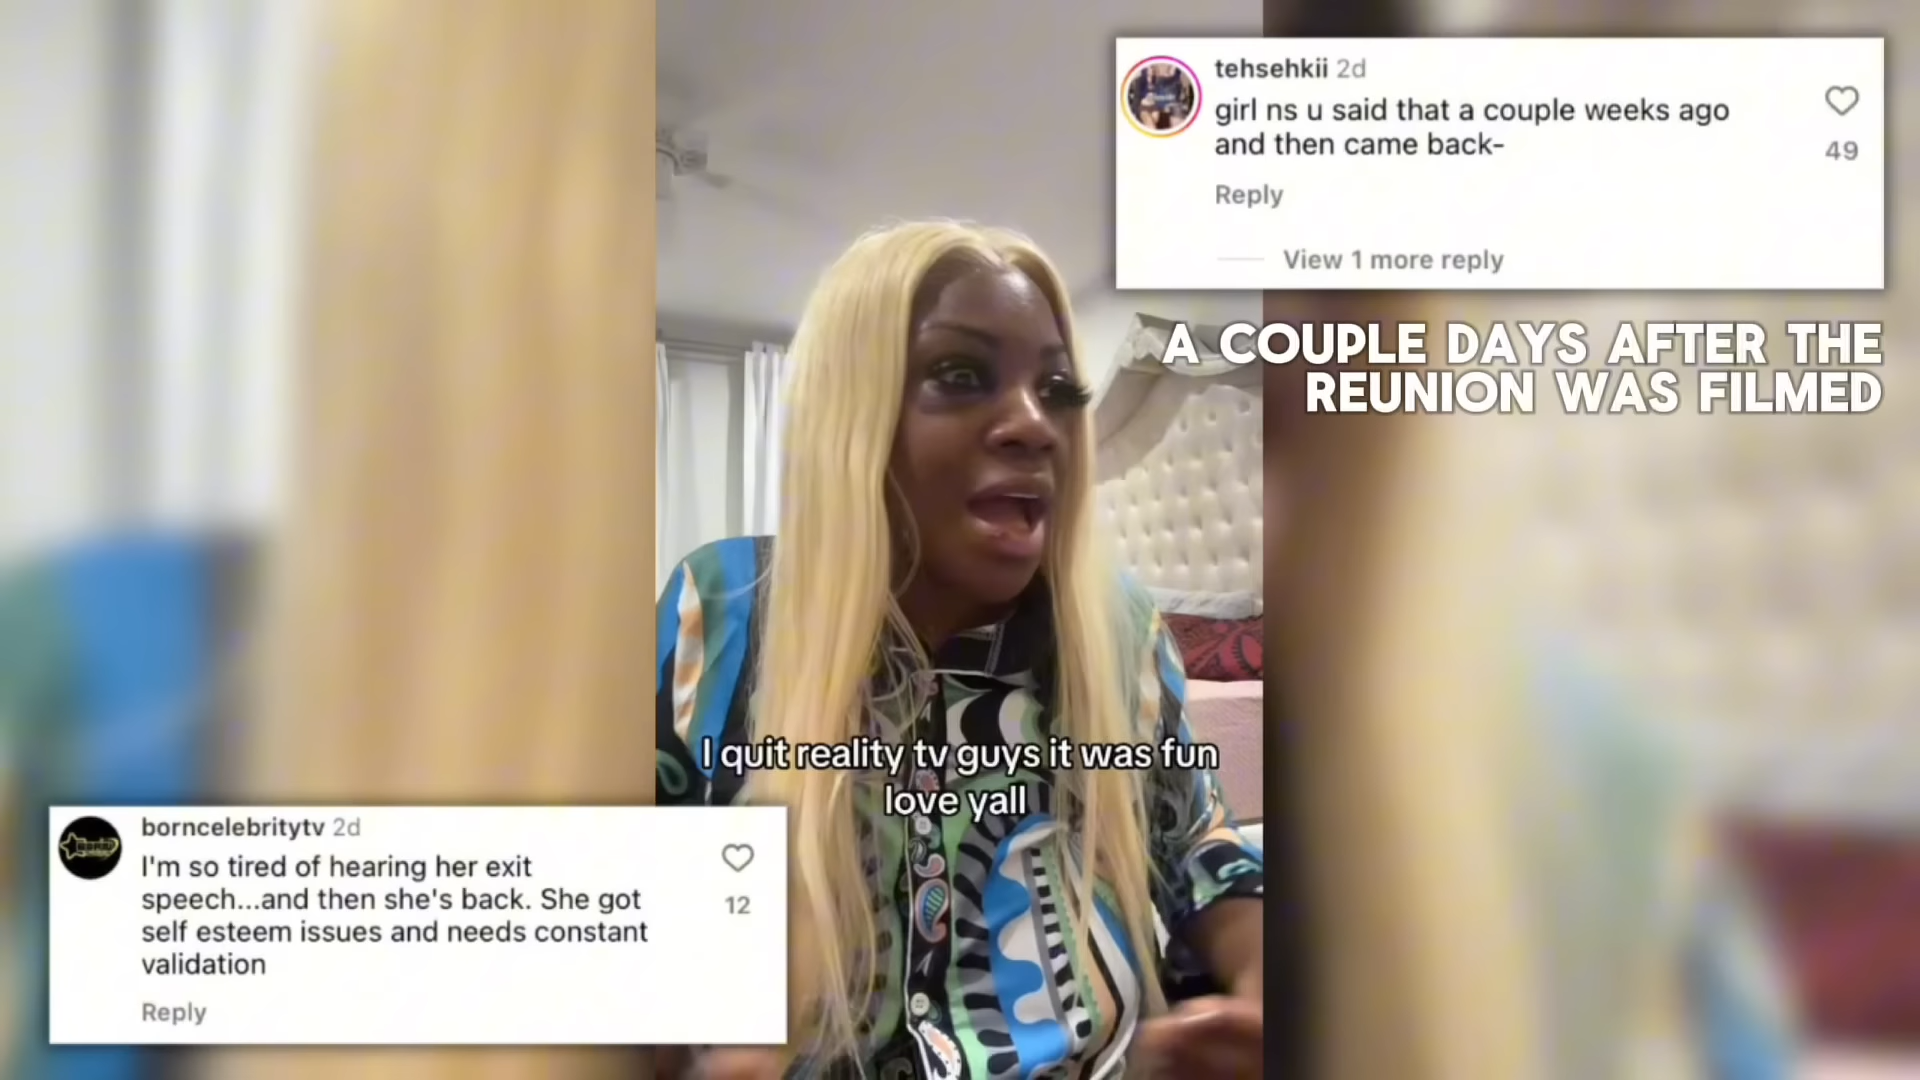 tehsehkii 2d
girl ns u said that a couple weeks ago
and then came back-
49
Reply
View 1 more reply
A COUPLE DAYS AFTER THE
REUNION WAS FILMED
I quit reality tv guys it was fun
love yall
borncelebritytv 2d
I'm so tired of hearing her exit
speech...and then she's back. She got
self esteem issues and needs constant
validation
12
Reply